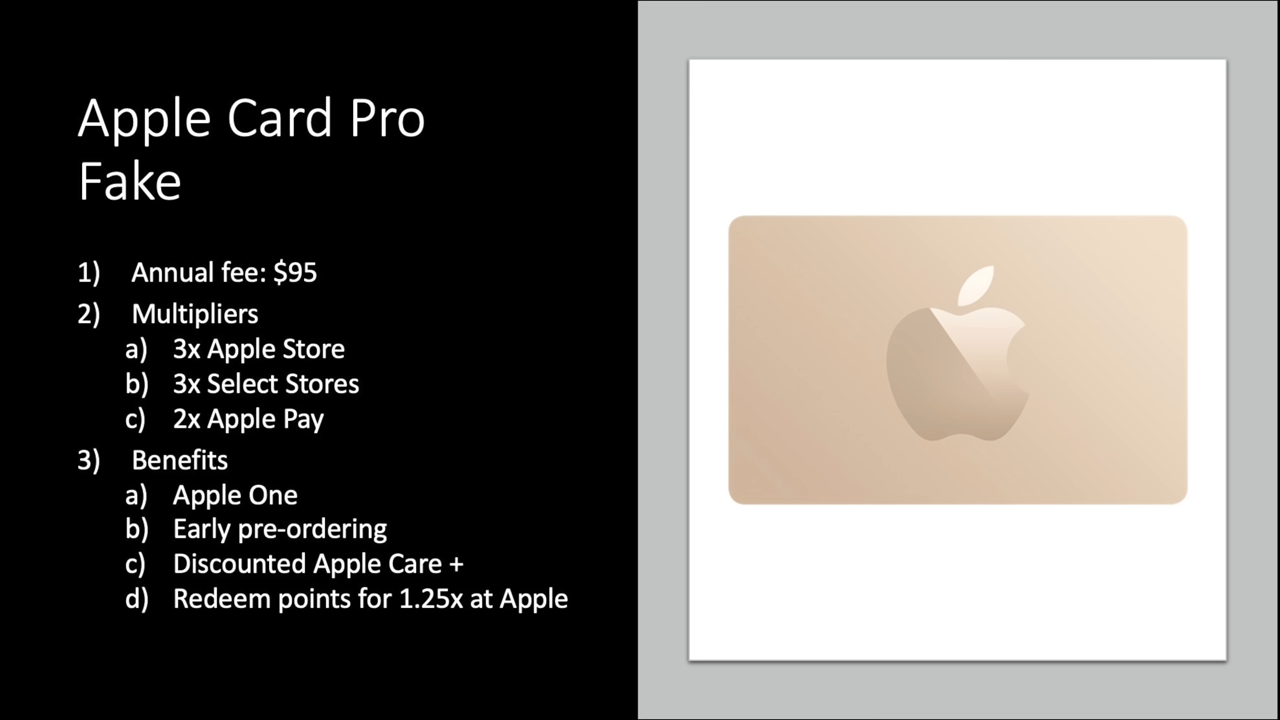 Apple Card Pro
Fake
1) Annual fee: $95
2) Multipliers
a) 3x Apple Store
b) 3x Select Stores
c) 2x Apple Pay
3) Benefits
a) Apple One
b) Early pre-ordering
c) Discounted Apple Care +
d) Redeem points for 1.25x at Apple